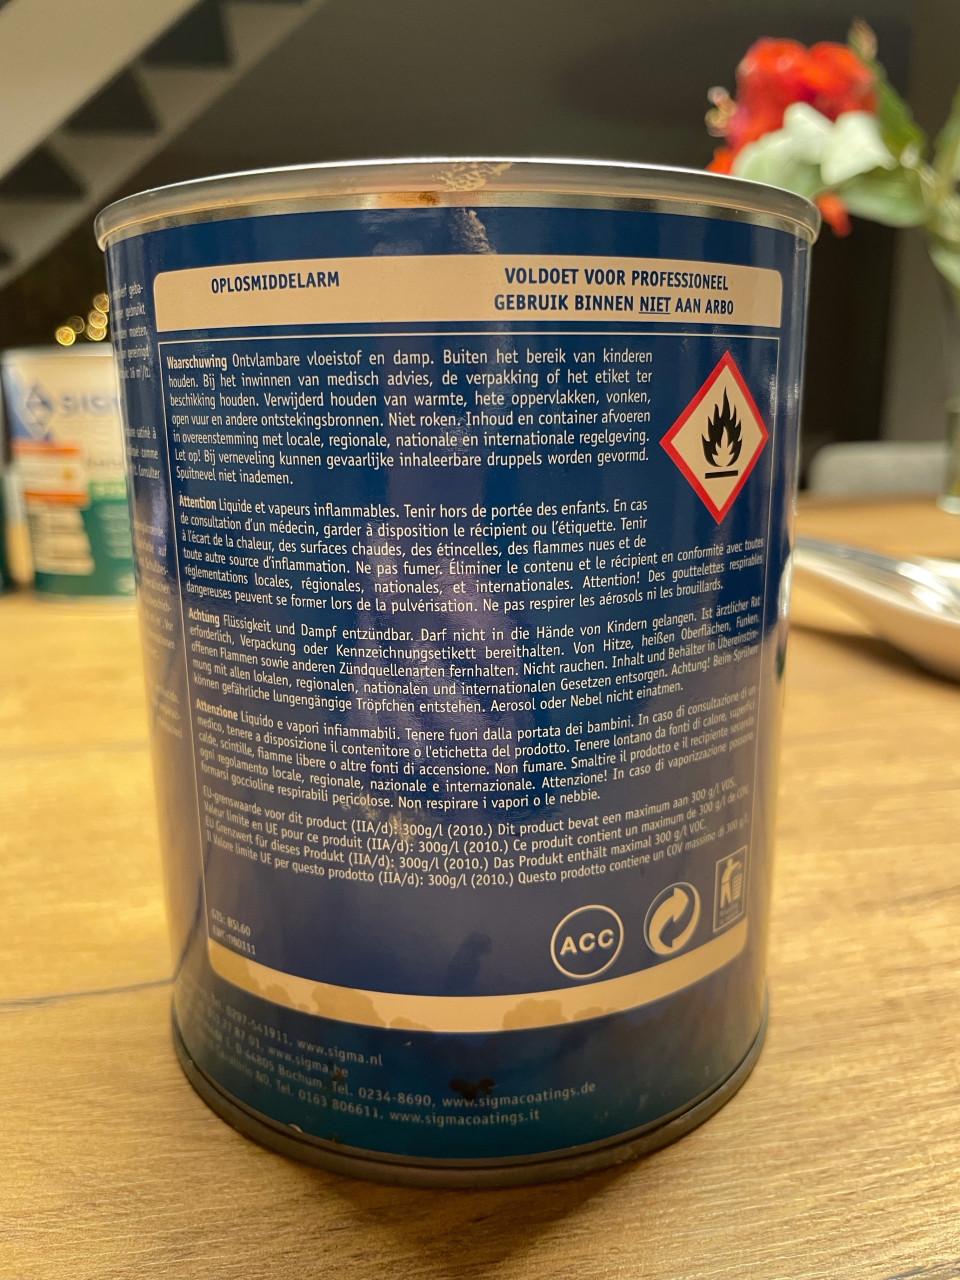 OPLOSMIDDELARM
VOLDOET VOOR PROFESSIONEEL
GEBRUIK BINNEN NIET AAN ARBO
Waarschuwing Ontvlambare vloeistof en damp. Buiten het bereik van kinderen
houden. Bij het inwinnen van medisch advies, de verpakking of het etiket ter
beschikking houden. Verwijderd houden van warmte, hete oppervlakken, vonken,
open vuur en andere ontstekingsbronnen. Niet roken. Inhoud en container afvoeren
in overeenstemming met locale, regionale, nationale en internationale regelgeving.
Let op! Bij verneveling kunnen gevaarlijke inhaleerbare druppels worden gevormd.
Spuitnevel niet inademen.
Attention Liquide et vapeurs inflammables. Tenir hors de portée des enfants. En cas
de consultation d'un médecin, garder à disposition le récipient ou l'étiquette. Tenir
à l'écart de la chaleur, des surfaces chaudes, des étincelles, des flammes nues et de
toute autre source d'inflammation. Ne pas fumer. Éliminer le contenu et le récipient en conformité avec toutes
réglementations locales, régionales, nationales, et internationales. Attention! Des gouttelettes respirables
dangereuses peuvent se former lors de la pulvérisation. Ne pas respirer les aérosols ni les brouillards.
Achtung Flüssigkeit und Dampf entzündbar. Darf nicht in die Hände von Kindern gelangen. Ist ärztlicher Rat
erforderlich, Verpackung oder Kennzeichnungsetikett bereithalten. Von Hitze, heißen Oberflächen, Funken,
offenen Flammen sowie anderen Zündquellenarten fernhalten. Nicht rauchen. Inhalt und Behälter in Übereinstim-
mung mit allen lokalen, regionalen, nationalen und internationalen Gesetzen entsorgen. Achtung! Beim Sprühen
können gefährliche lungengängige Tröpfchen entstehen. Aerosol oder Nebel nicht einatmen.
Attenzione Liquido e vapori infiammabili. Tenere fuori dalla portata dei bambini. In caso di consultazione di un
medico, tenere a disposizione il contenitore o l'etichetta del prodotto. Tenere lontano da fonti di calore, superfici
calde, scintille, fiamme libere o altre fonti di accensione. Non fumare. Smaltire il prodotto e il recipiente secondo
ogni regolamento locale, regionale, nazionale e internazionale. Attenzione! In caso di vaporizzazione possono
formarsi goccioline respirabili pericolose. Non respirare i vapori o le nebbie.
EU-grenswaarde voor dit product (IIA/d): 300g/l (2010.) Dit product bevat een maximum aan 300 g/l VOS.
Valeur limite en UE pour ce produit (IIA/d): 300g/l (2010.) Ce produit contient un maximum de 300 g/l de COV.
EU Grenzwert für dieses Produkt (IIA/d): 300g/l (2010.) Das Produkt enthält maximal 300 g/l VOC.
Il Valore limite UE per questo prodotto (IIA/d): 300g/l (2010.) Questo prodotto contiene un COV massimo di 300 g/l.
GIS: BSL60
ACC
Tel. 0297-541911, www.sigma.nl
www.sigma.be
D 44805 Bochum. Tel. 0234-8690, www.sigmacoatings.de
NO. Tel. 0163 806611, www.sigmacoatings.it